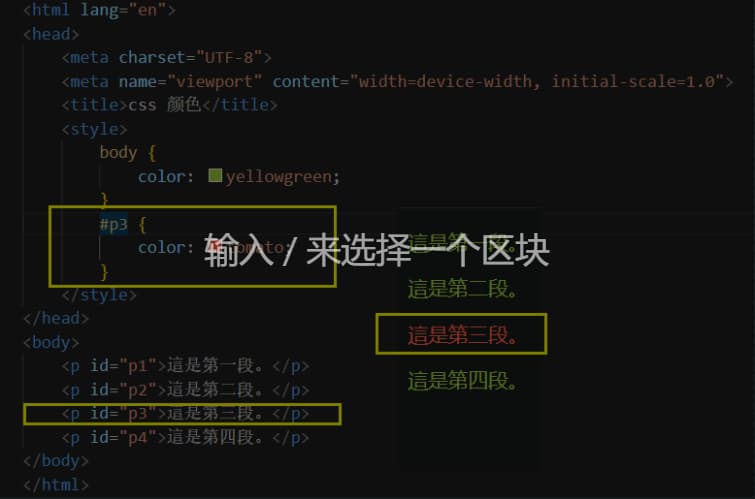 <html lang="en">
<head>
<meta charset="UTF-8">
<meta name="viewport" content="width=device-width, initial-scale=1.0">
<title>css 颜色</title>
<style>
body {
color: yellowgreen;
}
#p3 {
color: tomato;
}
</style>
</head>
<body>
<p id="p1">這是第一段。</p>
<p id="p2">這是第二段。</p>
<p id="p3">這是第三段。</p>
<p id="p4">這是第四段。</p>
</body>
</html>
输入 / 来选择一个区块
這是第一段。
這是第二段。
這是第三段。
這是第四段。